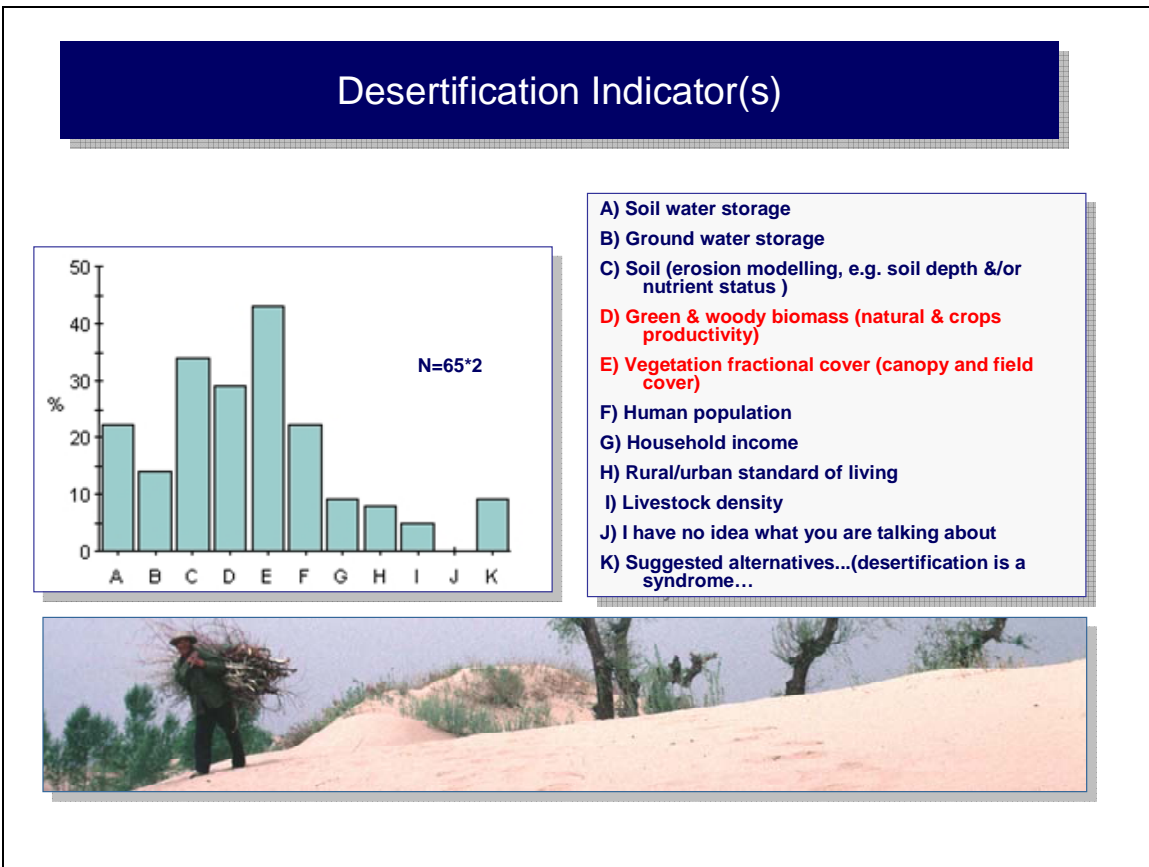 Desertification Indicator(s)
50
40
30
%
20
10
0
A B C D E F G H I J K
N=65*2
A) Soil water storage
B) Ground water storage
C) Soil (erosion modelling, e.g. soil depth &/or
nutrient status )
D) Green & woody biomass (natural & crops
productivity)
E) Vegetation fractional cover (canopy and field
cover)
F) Human population
G) Household income
H) Rural/urban standard of living
I) Livestock density
J) I have no idea what you are talking about
K) Suggested alternatives...(desertification is a
syndrome…